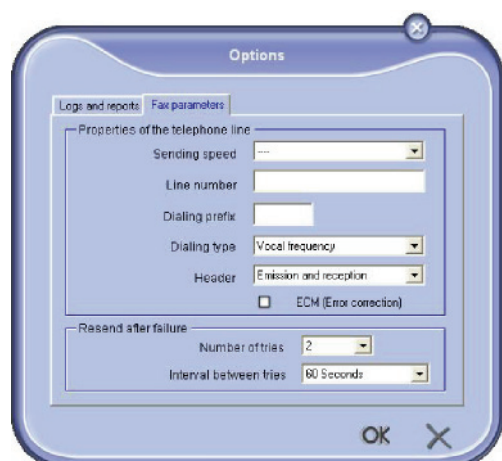 Options
Logs and reports Fax parameters
Properties of the telephone line
Sending speed ---
Line number
Dialing prefix
Dialing type Vocal frequency
Header Emission and reception
ECM (Error correction)
Resend after failure
Number of tries 2
Interval between tries 60 Seconds
OK